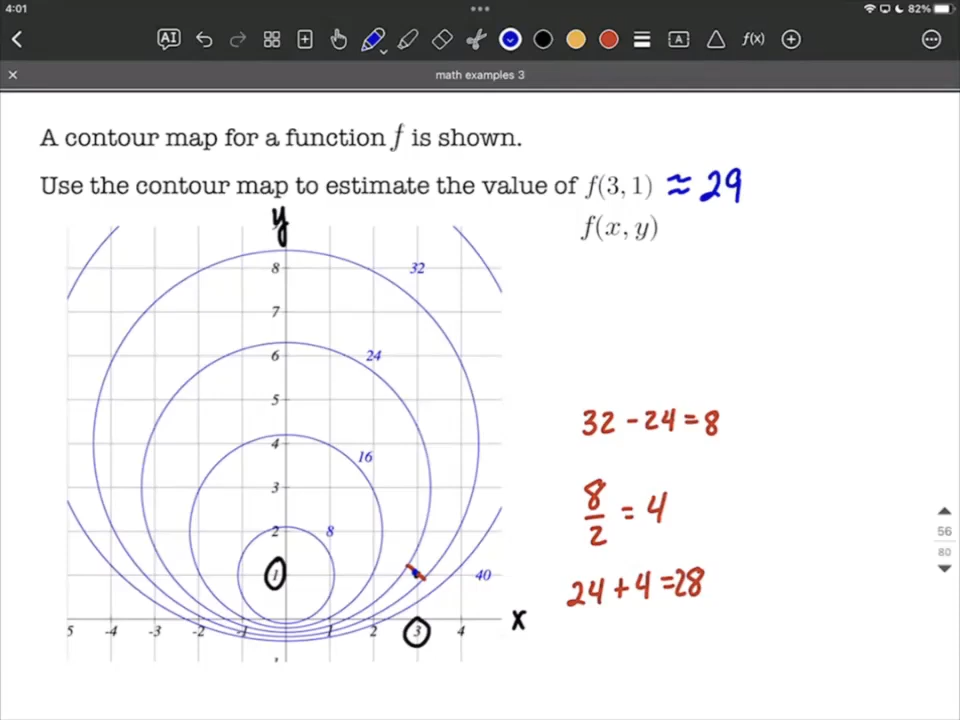 4:01
82%
AI
A
f(x)
math examples 3
A contour map for a function f is shown.
Use the contour map to estimate the value of f(3, 1) ≈ 29
f(x, y)
y
8
32
7
6
24
5
4
16
3
2
8
1
40
5 -4 -3 -2 -1 1 2 3 4
x
32 - 24 = 8
8/2 = 4
24 + 4 = 28
56
80